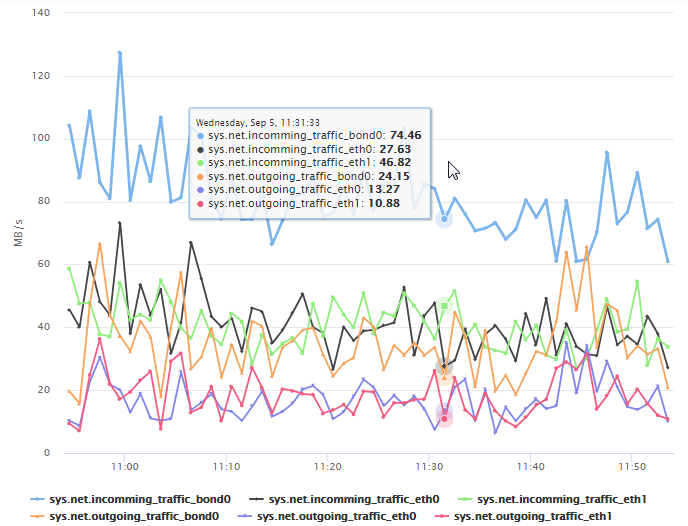 140
120
100
80
60
40
20
0
MB/s
Wednesday, Sep 5, 11:31:33
sys.net.incomming_traffic_bond0: 74.46
sys.net.incomming_traffic_eth0: 27.63
sys.net.incomming_traffic_eth1: 46.82
sys.net.outgoing_traffic_bond0: 24.15
sys.net.outgoing_traffic_eth0: 13.27
sys.net.outgoing_traffic_eth1: 10.88
11:00 11:10 11:20 11:30 11:40 11:50
sys.net.incomming_traffic_bond0 sys.net.incomming_traffic_eth0 sys.net.incomming_traffic_eth1
sys.net.outgoing_traffic_bond0 sys.net.outgoing_traffic_eth0 sys.net.outgoing_traffic_eth1